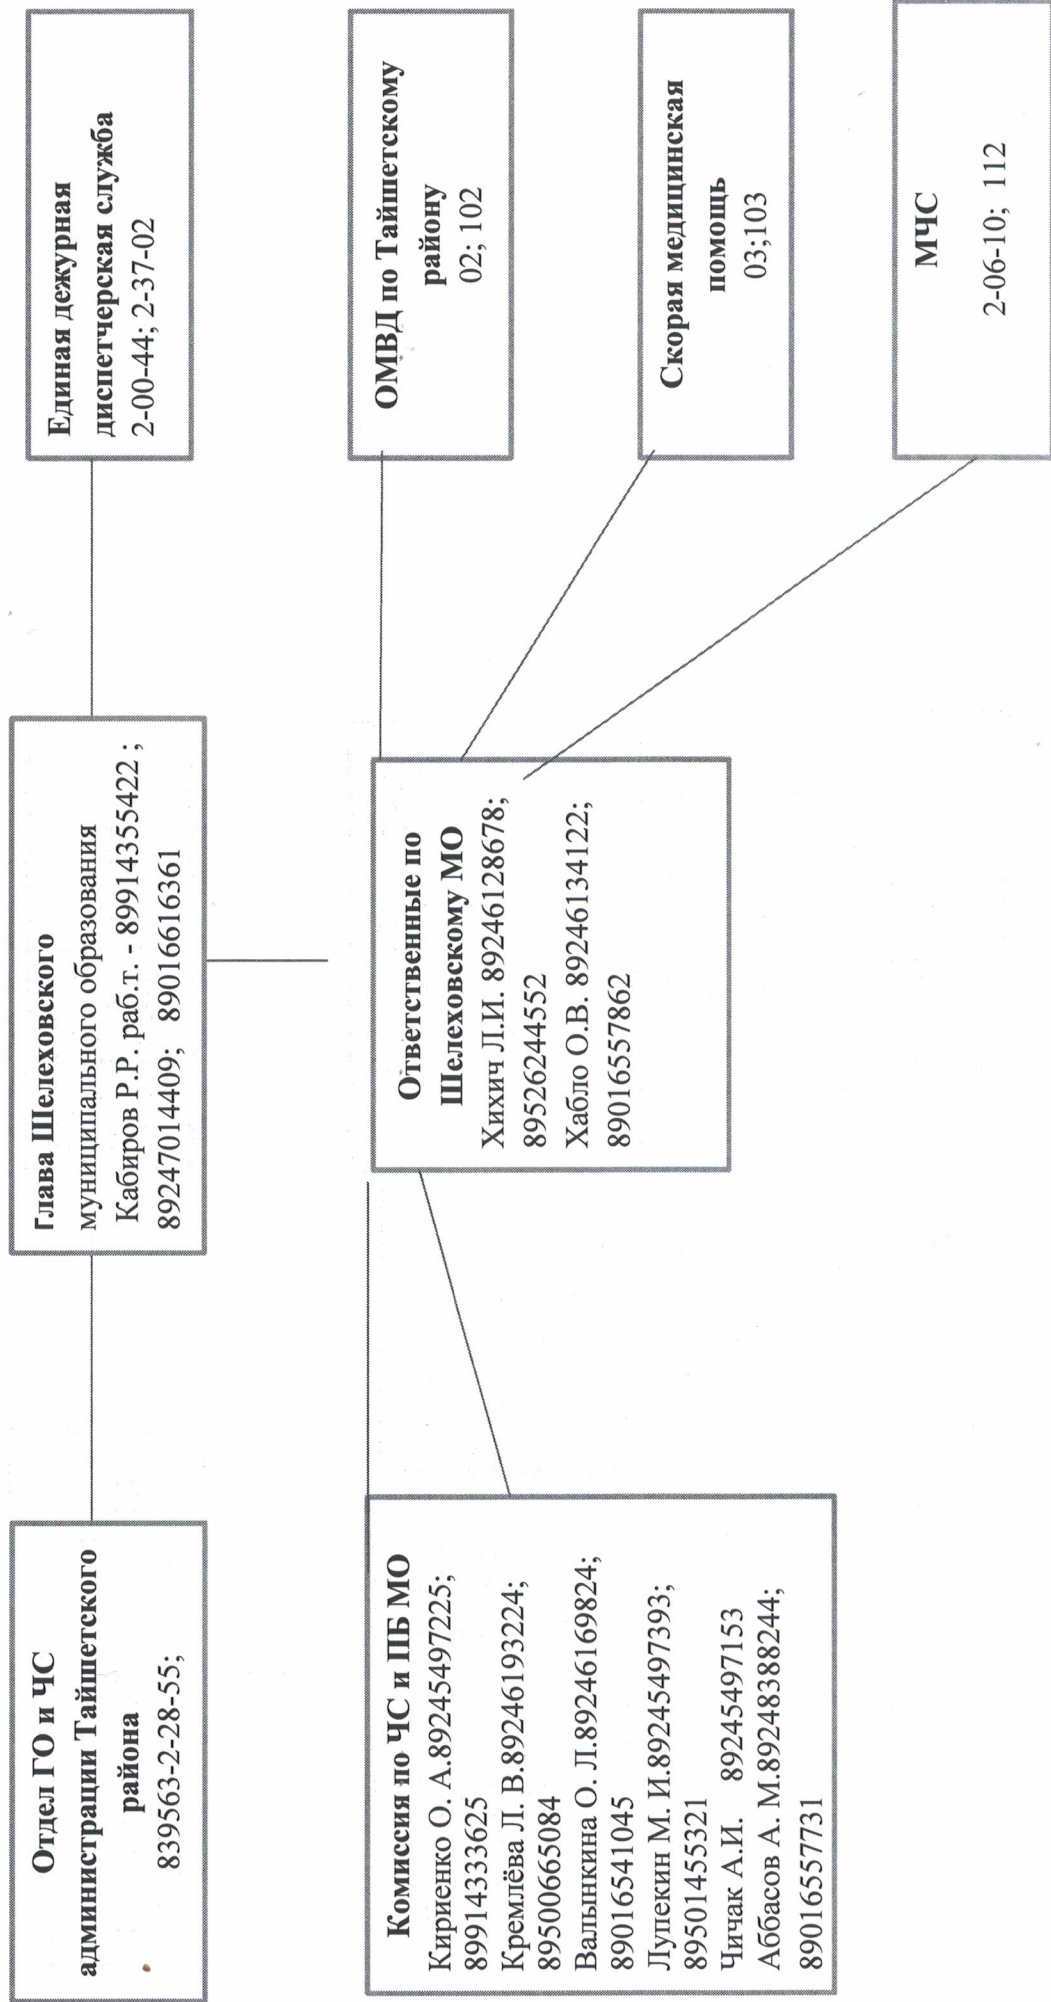 Отдел ГО и ЧС
администрации Тайшетского
района
839563-2-28-55;
Глава Шелеховского
муниципального образования
Кабиров Р.Р. раб.т. - 89914355422 ;
89247014409; 89016616361
Единая дежурная
диспетчерская служба
2-00-44; 2-37-02
Комиссия по ЧС и ПБ МО
Кириенко О. А.89245497225;
89914333625
Кремлёва Л. В.89246193224;
89500665084
Валынкина О. Л.89246169824;
89016541045
Лупекин М. И.89245497393;
89501455321
Чичак А.И. 89245497153
Аббасов А. М.89248388244;
89016557731
Ответственные по
Шелеховскому МО
Хихич Л.И. 89246128678;
89526244552
Хабло О.В. 89246134122;
89016557862
ОМВД по Тайшетскому
району
02; 102
Скорая медицинская
помощь
03;103
МЧС
2-06-10; 112